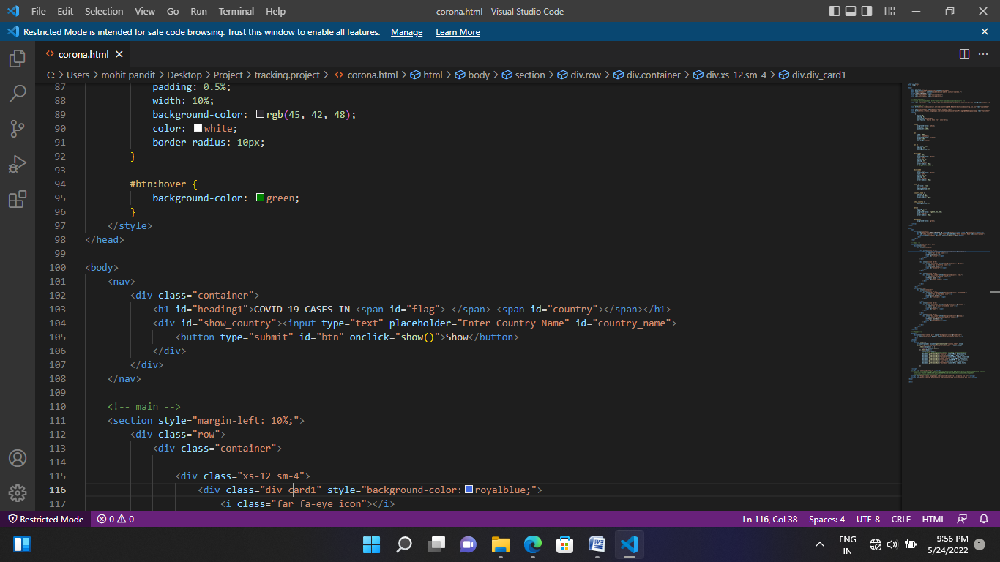 File Edit Selection View Go Run Terminal Help corona.html - Visual Studio Code
Restricted Mode is intended for safe code browsing. Trust this window to enable all features. Manage Learn More
corona.html
C: > Users > mohit pandit > Desktop > Project > tracking.project > corona.html > html > body > section > div.row > div.container > div.xs-12.sm-4 > div.div_card1
87 padding: 0.5%;
88 width: 10%;
89 background-color: rgb(45, 42, 48);
90 color: white;
91 border-radius: 10px;
92 }
93
94 #btn:hover {
95 background-color: green;
96 }
97 </style>
98 </head>
99
100 <body>
101 <nav>
102 <div class="container">
103 <h1 id="heading1">COVID-19 CASES IN <span id="flag"> </span> <span id="country"></span></h1>
104 <div id="show_country"><input type="text" placeholder="Enter Country Name" id="country_name">
105 <button type="submit" id="btn" onclick="show()">Show</button>
106 </div>
107 </div>
108 </nav>
109
110 <!-- main -->
111 <section style="margin-left: 10%;">
112 <div class="row">
113 <div class="container">
114
115 <div class="xs-12 sm-4">
116 <div class="div_card1" style="background-color: royalblue;">
117 <i class="far fa-eye icon"></i>
Restricted Mode 0 0 Ln 116, Col 38 Spaces: 4 UTF-8 CRLF HTML
ENG
IN
9:56 PM
5/24/2022
1